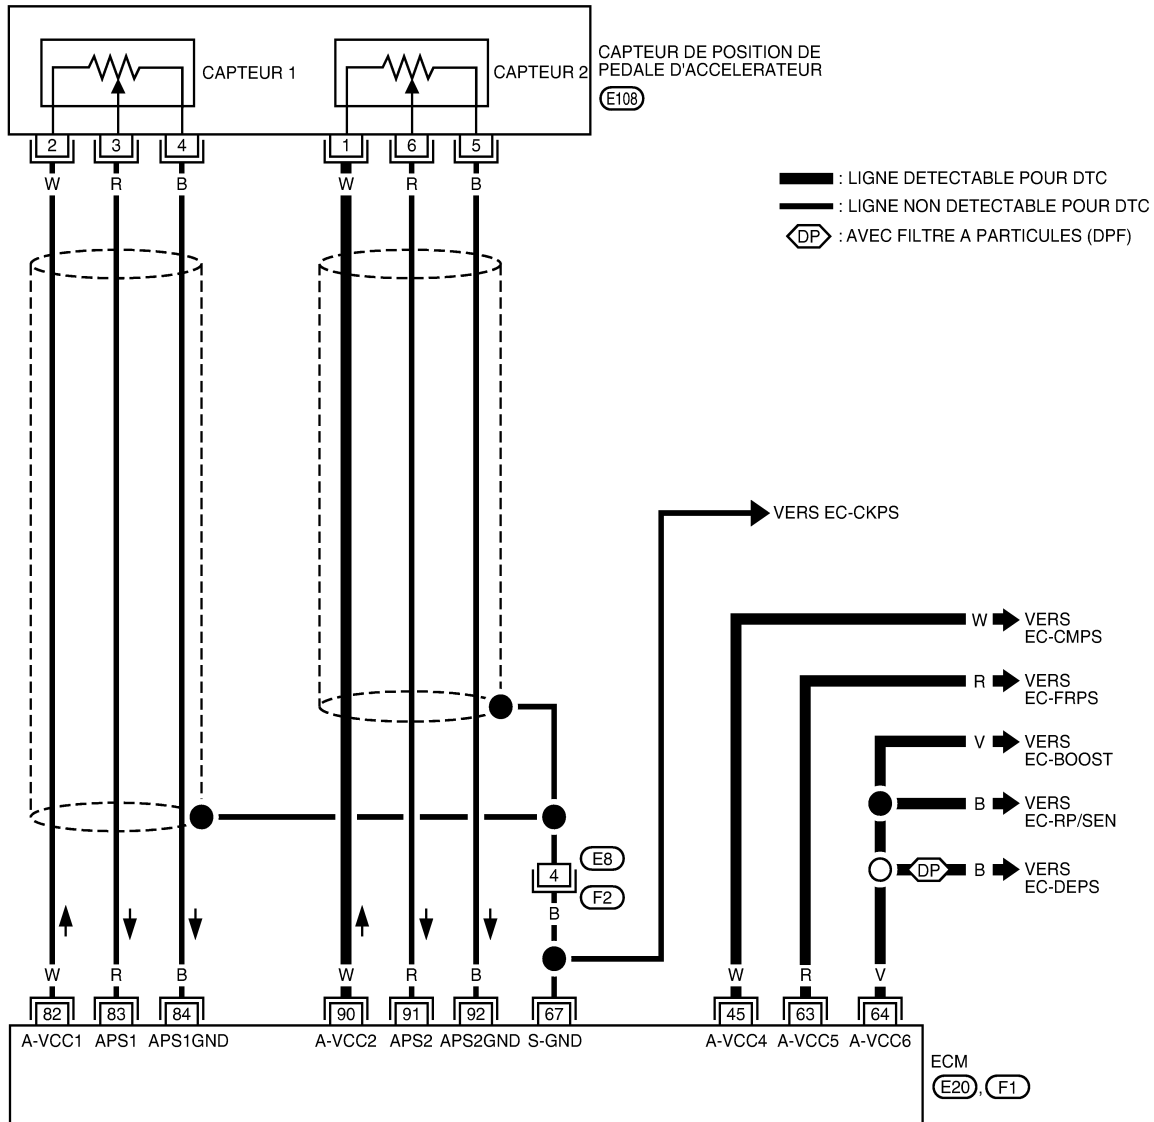 CAPTEUR 1
CAPTEUR 2
CAPTEUR DE POSITION DE
PEDALE D'ACCELERATEUR
E108
2 3 4 1 6 5
W R B W R B
: LIGNE DETECTABLE POUR DTC
: LIGNE NON DETECTABLE POUR DTC
DP : AVEC FILTRE A PARTICULES (DPF)
VERS EC-CKPS
W VERS
EC-CMPS
R VERS
EC-FRPS
V VERS
EC-BOOST
B VERS
EC-RP/SEN
DP B VERS
EC-DEPS
4 E8
F2
B
W R B W R B W R V
82 83 84 90 91 92 67 45 63 64
A-VCC1 APS1 APS1GND A-VCC2 APS2 APS2GND S-GND A-VCC4 A-VCC5 A-VCC6
ECM
E20 , F1